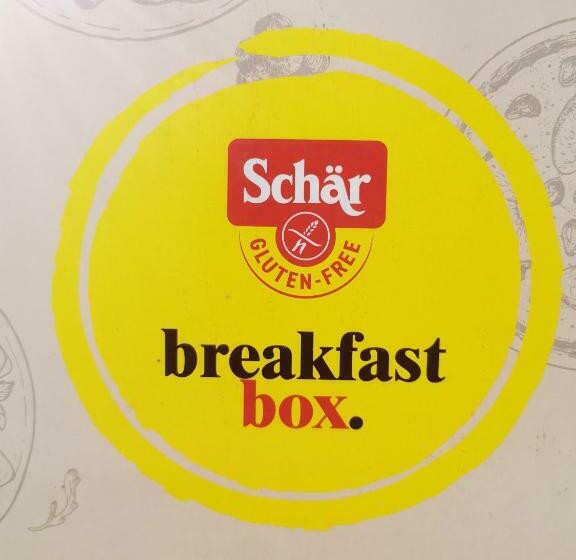 Schär
GLUTEN-FREE
breakfast
box.